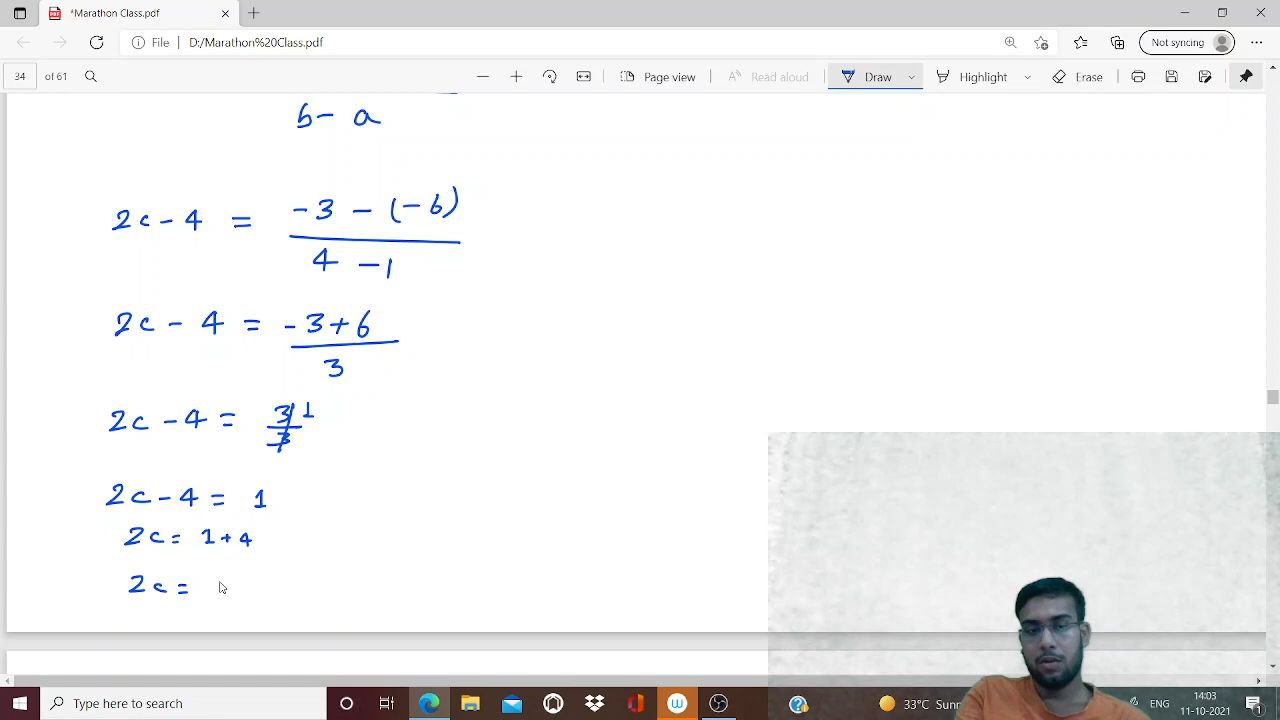 *Marathon Class.pdf
File D:/Marathon%20Class.pdf
Not syncing
34 of 61
Page view
Read aloud
Draw
Highlight
Erase
b - a
2c - 4 = -3 - (-6)
4 - 1
2c - 4 = -3 + 6
3
2c - 4 = 3 1
3
2c - 4 = 1
2c = 1 + 4
2c =
Type here to search
33°C Sunn
14:03
11-10-2021